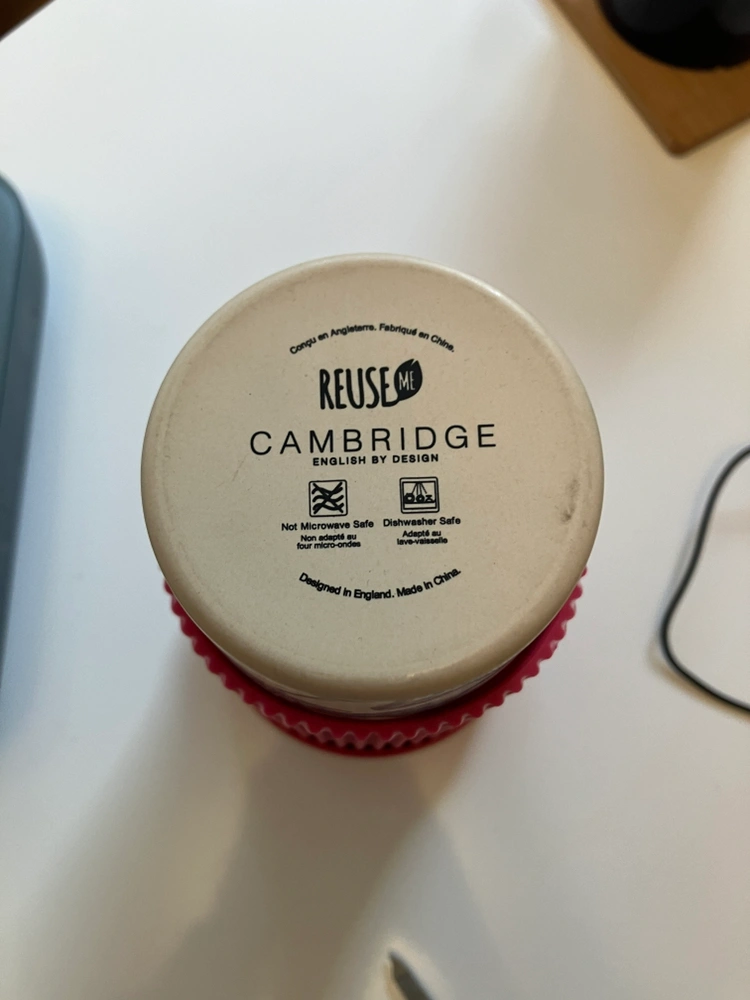 Conçu en Angleterre. Fabriqué en Chine.
REUSE ME
CAMBRIDGE
ENGLISH BY DESIGN
Not Microwave Safe
Non adapté au
four micro-ondes
Dishwasher Safe
Adapté au
lave-vaisselle
Designed in England. Made in China.